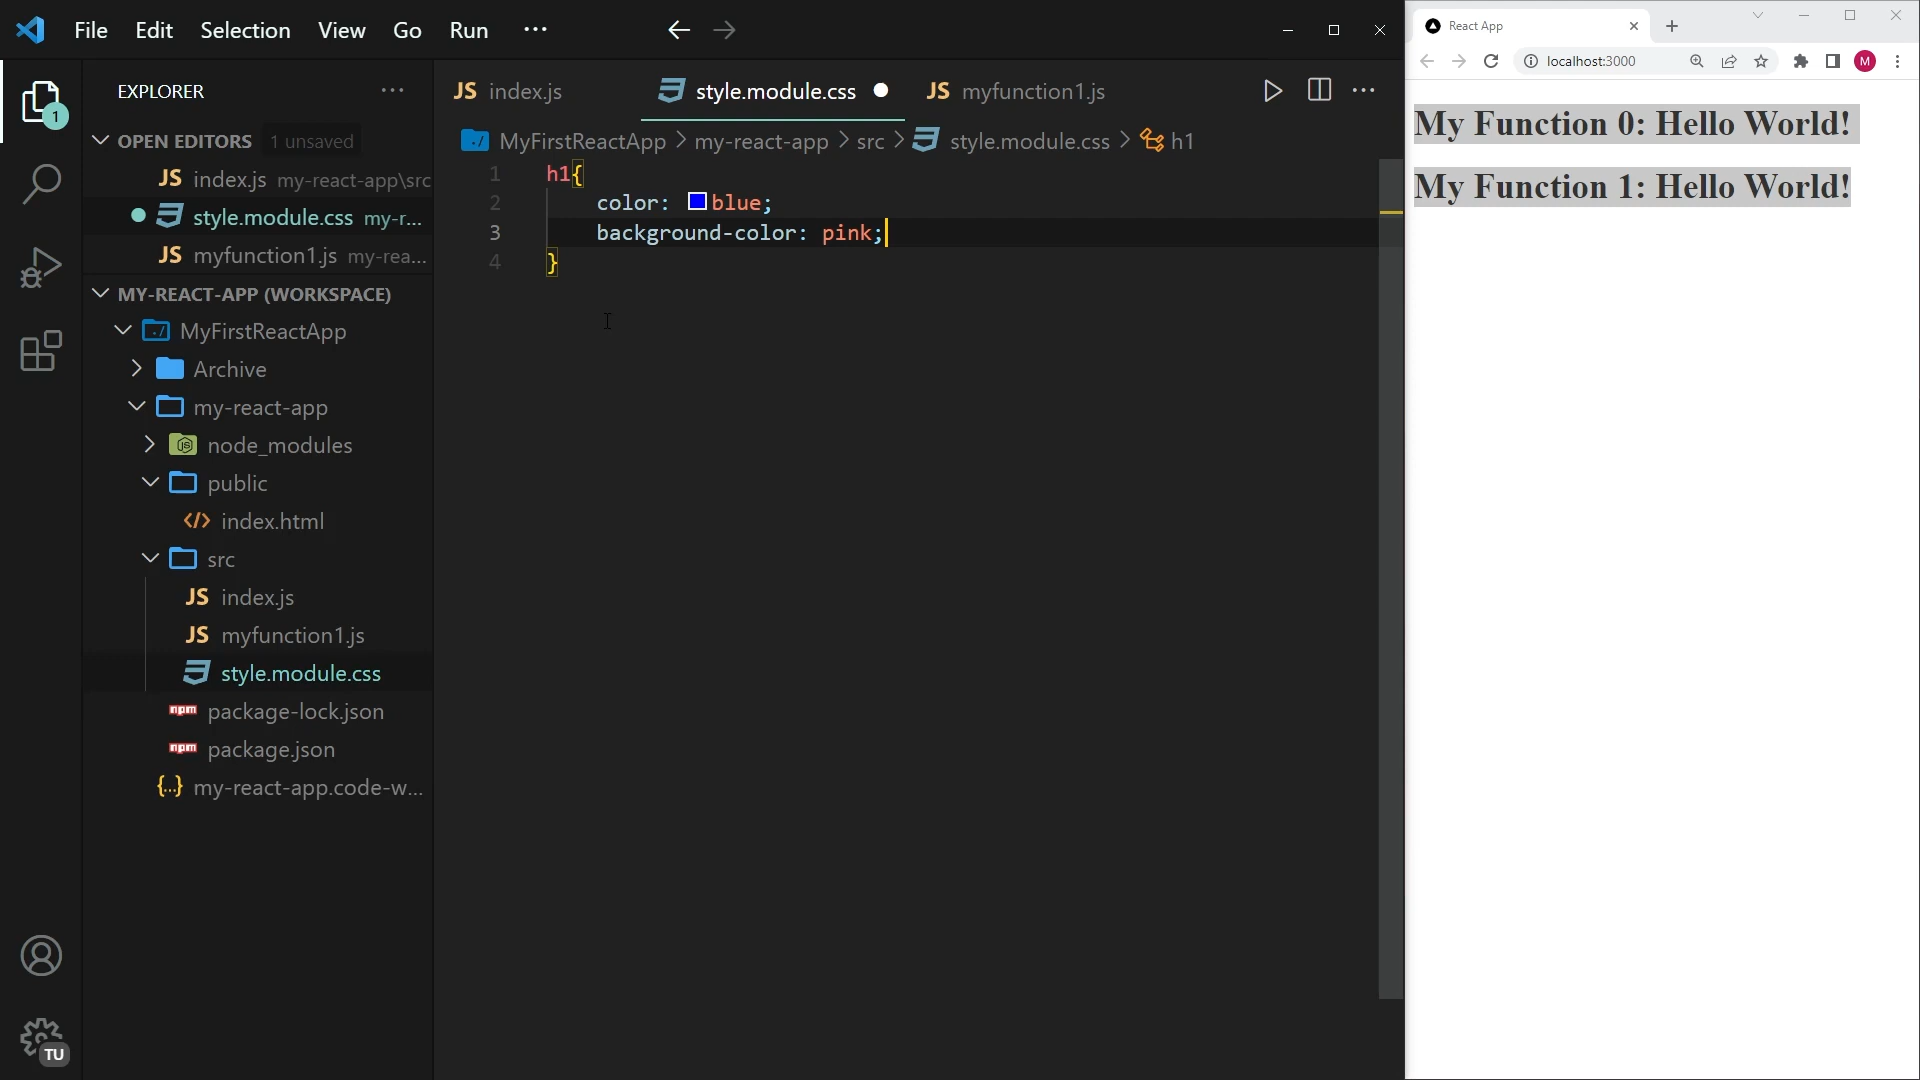 File Edit Selection View Go Run ···
React App
localhost:3000
M
EXPLORER ···
1
JS index.js
style.module.css
JS myfunction1.js
···
OPEN EDITORS 1 unsaved
MyFirstReactApp > my-react-app > src > style.module.css > h1
JS index.js my-react-app\src
style.module.css my-r...
JS myfunction1.js my-rea...
MY-REACT-APP (WORKSPACE)
MyFirstReactApp
Archive
my-react-app
node_modules
public
index.html
src
JS index.js
JS myfunction1.js
style.module.css
npm package-lock.json
npm package.json
{..} my-react-app.code-w...
TU
1 h1{
2 color: blue;
3 background-color: pink;
4 }
My Function 0: Hello World!
My Function 1: Hello World!